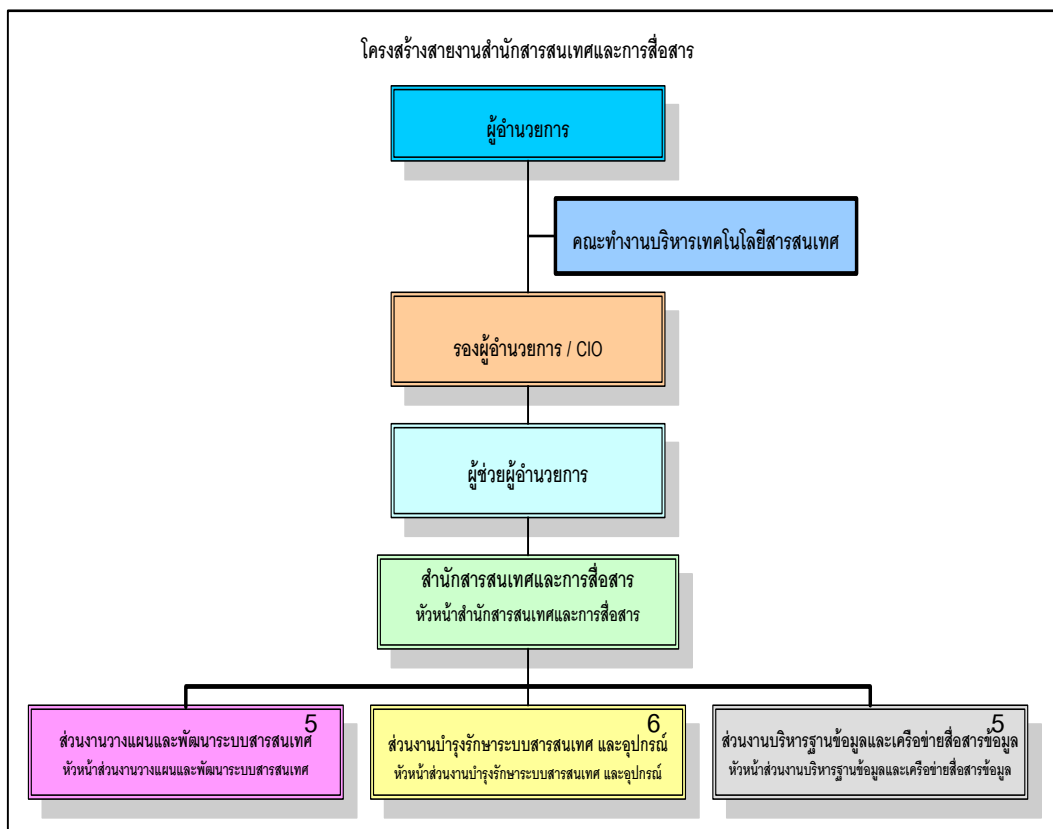 โครงสร้างสายงานสำนักสารสนเทศและการสื่อสาร
ผู้อำนวยการ
คณะทำงานบริหารเทคโนโลยีสารสนเทศ
รองผู้อำนวยการ / CIO
ผู้ช่วยผู้อำนวยการ
สำนักสารสนเทศและการสื่อสาร
หัวหน้าสำนักสารสนเทศและการสื่อสาร
5
ส่วนงานวางแผนและพัฒนาระบบสารสนเทศ
หัวหน้าส่วนงานวางแผนและพัฒนาระบบสารสนเทศ
6
ส่วนงานบำรุงรักษาระบบสารสนเทศ และอุปกรณ์
หัวหน้าส่วนงานบำรุงรักษาระบบสารสนเทศ และอุปกรณ์
5
ส่วนงานบริหารฐานข้อมูลและเครือข่ายสื่อสารข้อมูล
หัวหน้าส่วนงานบริหารฐานข้อมูลและเครือข่ายสื่อสารข้อมูล